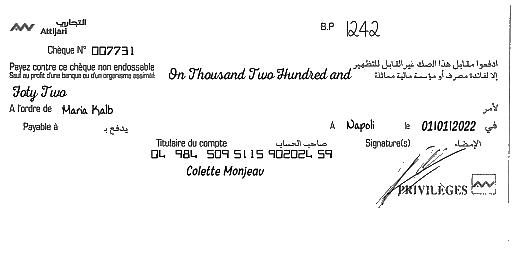 التجاري
Attijari
B.P 1242
Chèque N° 007731
Payez contre ce chèque non endossable
ادفعوا مقابل هذا الصك غير القابل للتظهير
Sauf au profit d'une banque ou d'un organisme assimilé
إلا لفائدة مصرف أو مؤسسة مالية مماثلة
On Thousand Two Hundred and
Foty Two
A l'ordre de Maria Kalb
لأمر
Payable à يدفع بـ
A Napoli le 01/01/2022 في
Titulaire du compte صاحب الحساب
Signature(s) الإمضاء
04 984 509 5115 902024 59
Colette Monjeau
PRIVILÈGES